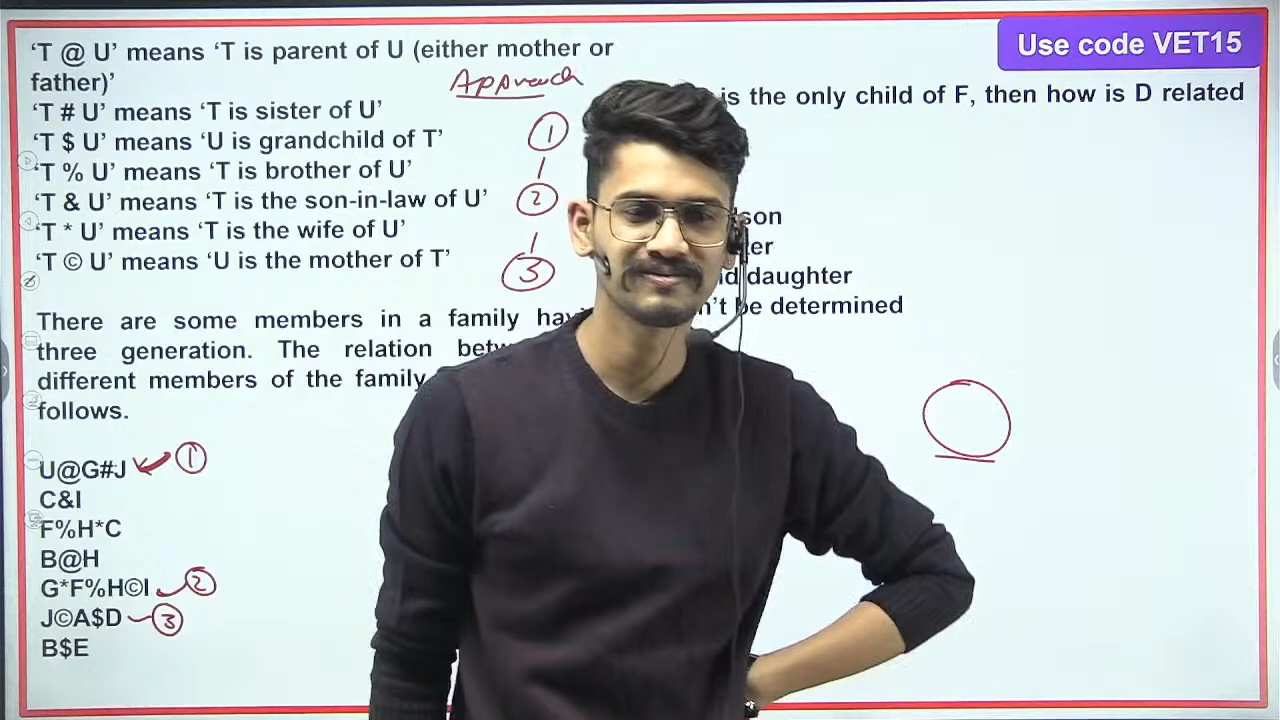 ‘T @ U’ means ‘T is parent of U (either mother or
father)’
‘T # U’ means ‘T is sister of U’
‘T $ U’ means ‘U is grandchild of T’
‘T % U’ means ‘T is brother of U’
‘T & U’ means ‘T is the son-in-law of U’
‘T * U’ means ‘T is the wife of U’
‘T © U’ means ‘U is the mother of T’
Approach
1
2
3
There are some members in a family
three generation. The relation
different members of the family
follows.
U@G#J 1
C&I
F%H*C
B@H
G*F%H©I 2
J©A$D 3
B$E
Use code VET15
is the only child of F, then how is D related
daughter
be determined